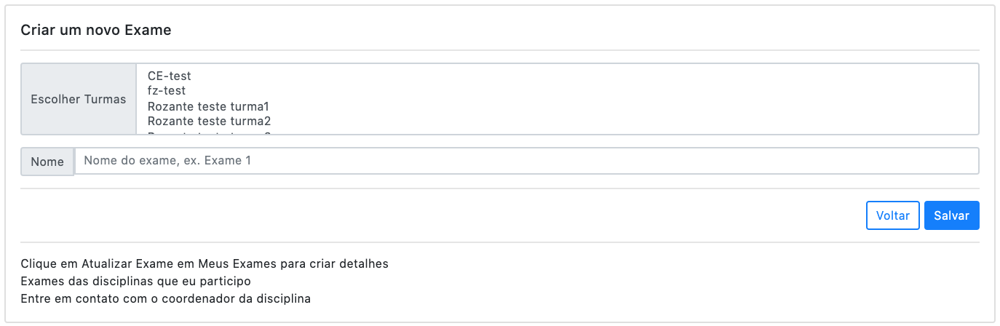 Criar um novo Exame
Escolher Turmas
CE-test
fz-test
Rozante teste turma1
Rozante teste turma2
Nome
Nome do exame, ex. Exame 1
Voltar
Salvar
Clique em Atualizar Exame em Meus Exames para criar detalhes
Exames das disciplinas que eu participo
Entre em contato com o coordenador da disciplina